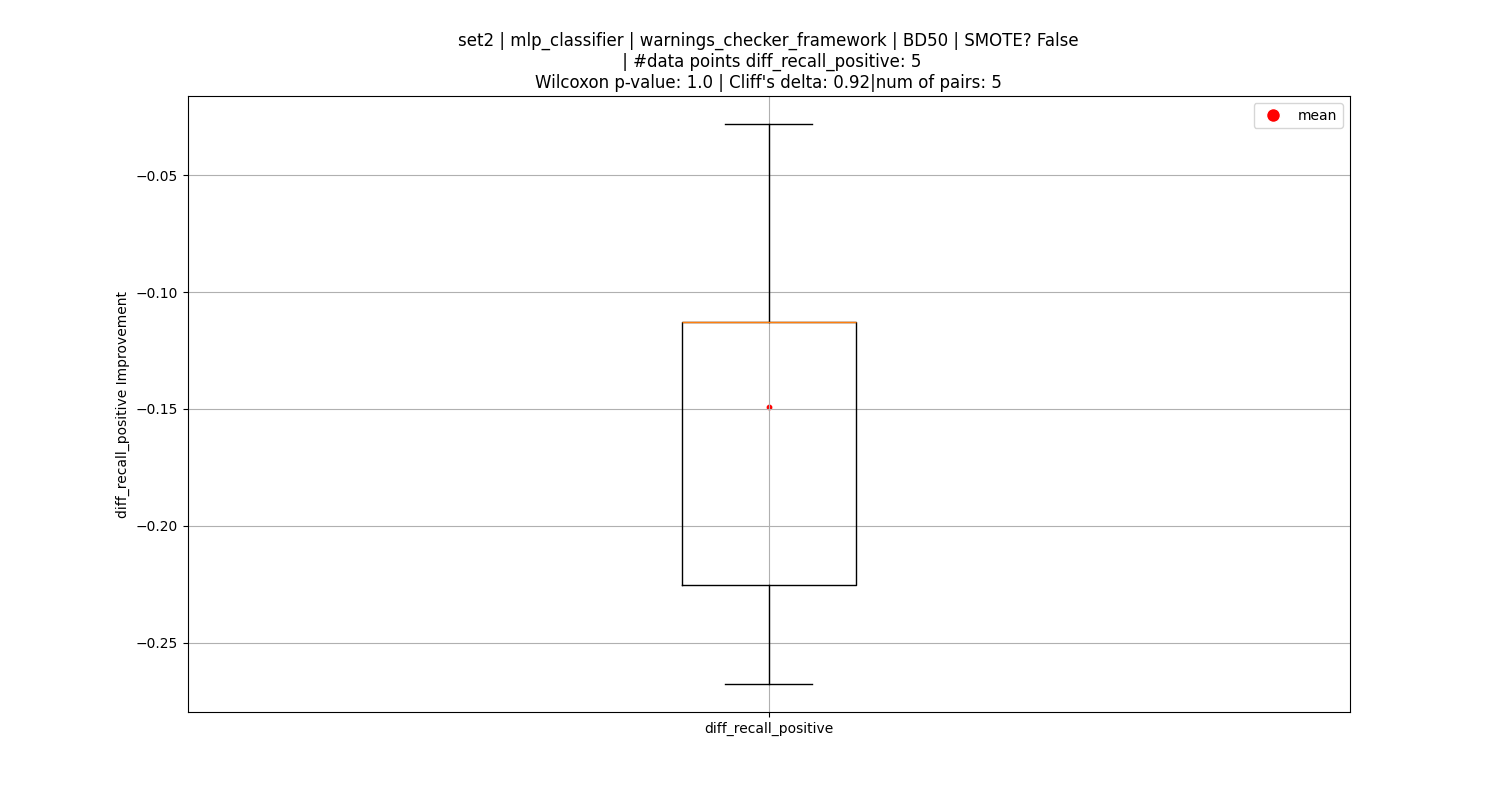 set2 | mlp_classifier | warnings_checker_framework | BD50 | SMOTE? False
| #data points diff_recall_positive: 5
Wilcoxon p-value: 1.0 | Cliff's delta: 0.92|num of pairs: 5
mean
−0.05
−0.10
−0.15
−0.20
−0.25
diff_recall_positive Improvement
diff_recall_positive